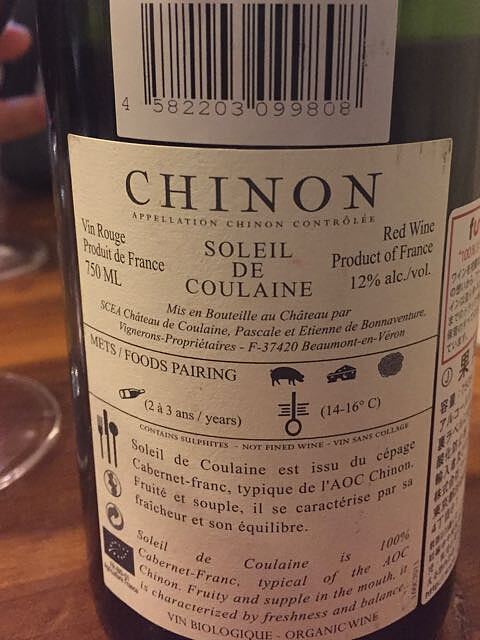 4 582203 099808
CHINON
APPELLATION CHINON CONTRÔLÉE
Vin Rouge
Produit de France
750 ML
SOLEIL
DE
COULAINE
Red Wine
Product of France
12% alc./vol.
Mis en Bouteille au Château par
SCEA Château de Coulaine, Pascale et Etienne de Bonnaventure,
Vignerons-Propriétaires - F-37420 Beaumont-en-Véron
METS / FOODS PAIRING
(2 à 3 ans / years)
(14-16° C)
CONTAINS SULPHITES - NOT FINED WINE - VIN SANS COLLAGE
Soleil de Coulaine est issu du cépage
Cabernet-franc, typique de l'AOC Chinon.
Fruité et souple, il se caractérise par sa
fraîcheur et son équilibre.
Soleil de Coulaine is 100%
Cabernet-Franc, typical of the AOC
Chinon. Fruity and supple in the mouth, it
is characterized by freshness and balance.
VIN BIOLOGIQUE - ORGANIC WINE